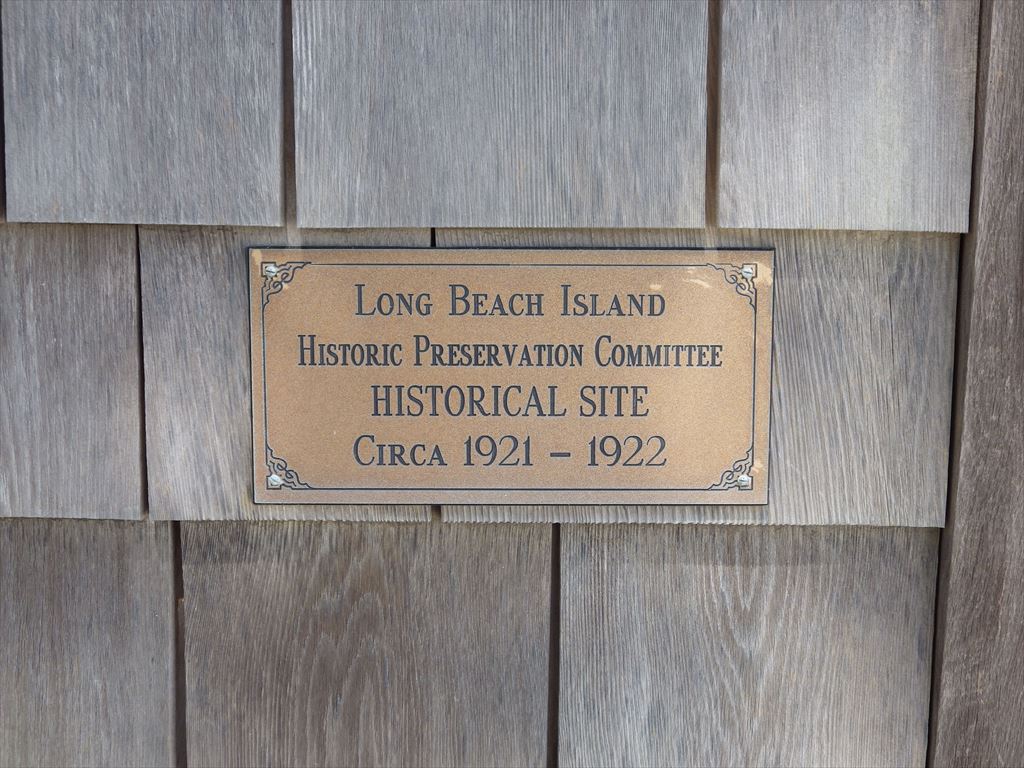 Long Beach Island
Historic Preservation Committee
HISTORICAL SITE
Circa 1921 – 1922